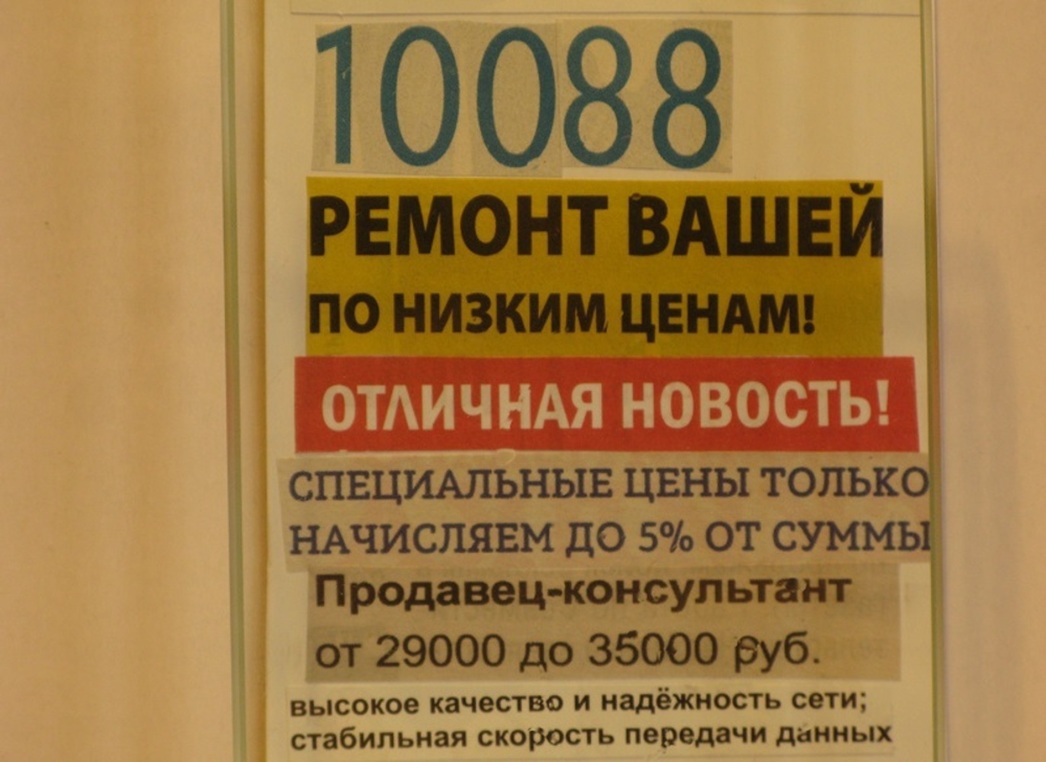 10088
РЕМОНТ ВАШЕЙ
ПО НИЗКИМ ЦЕНАМ!
ОТЛИЧНАЯ НОВОСТЬ!
СПЕЦИАЛЬНЫЕ ЦЕНЫ ТОЛЬКО
НАЧИСЛЯЕМ ДО 5% ОТ СУММЫ
Продавец-консультант
от 29000 до 35000 руб.
высокое качество и надёжность сети;
стабильная скорость передачи данных